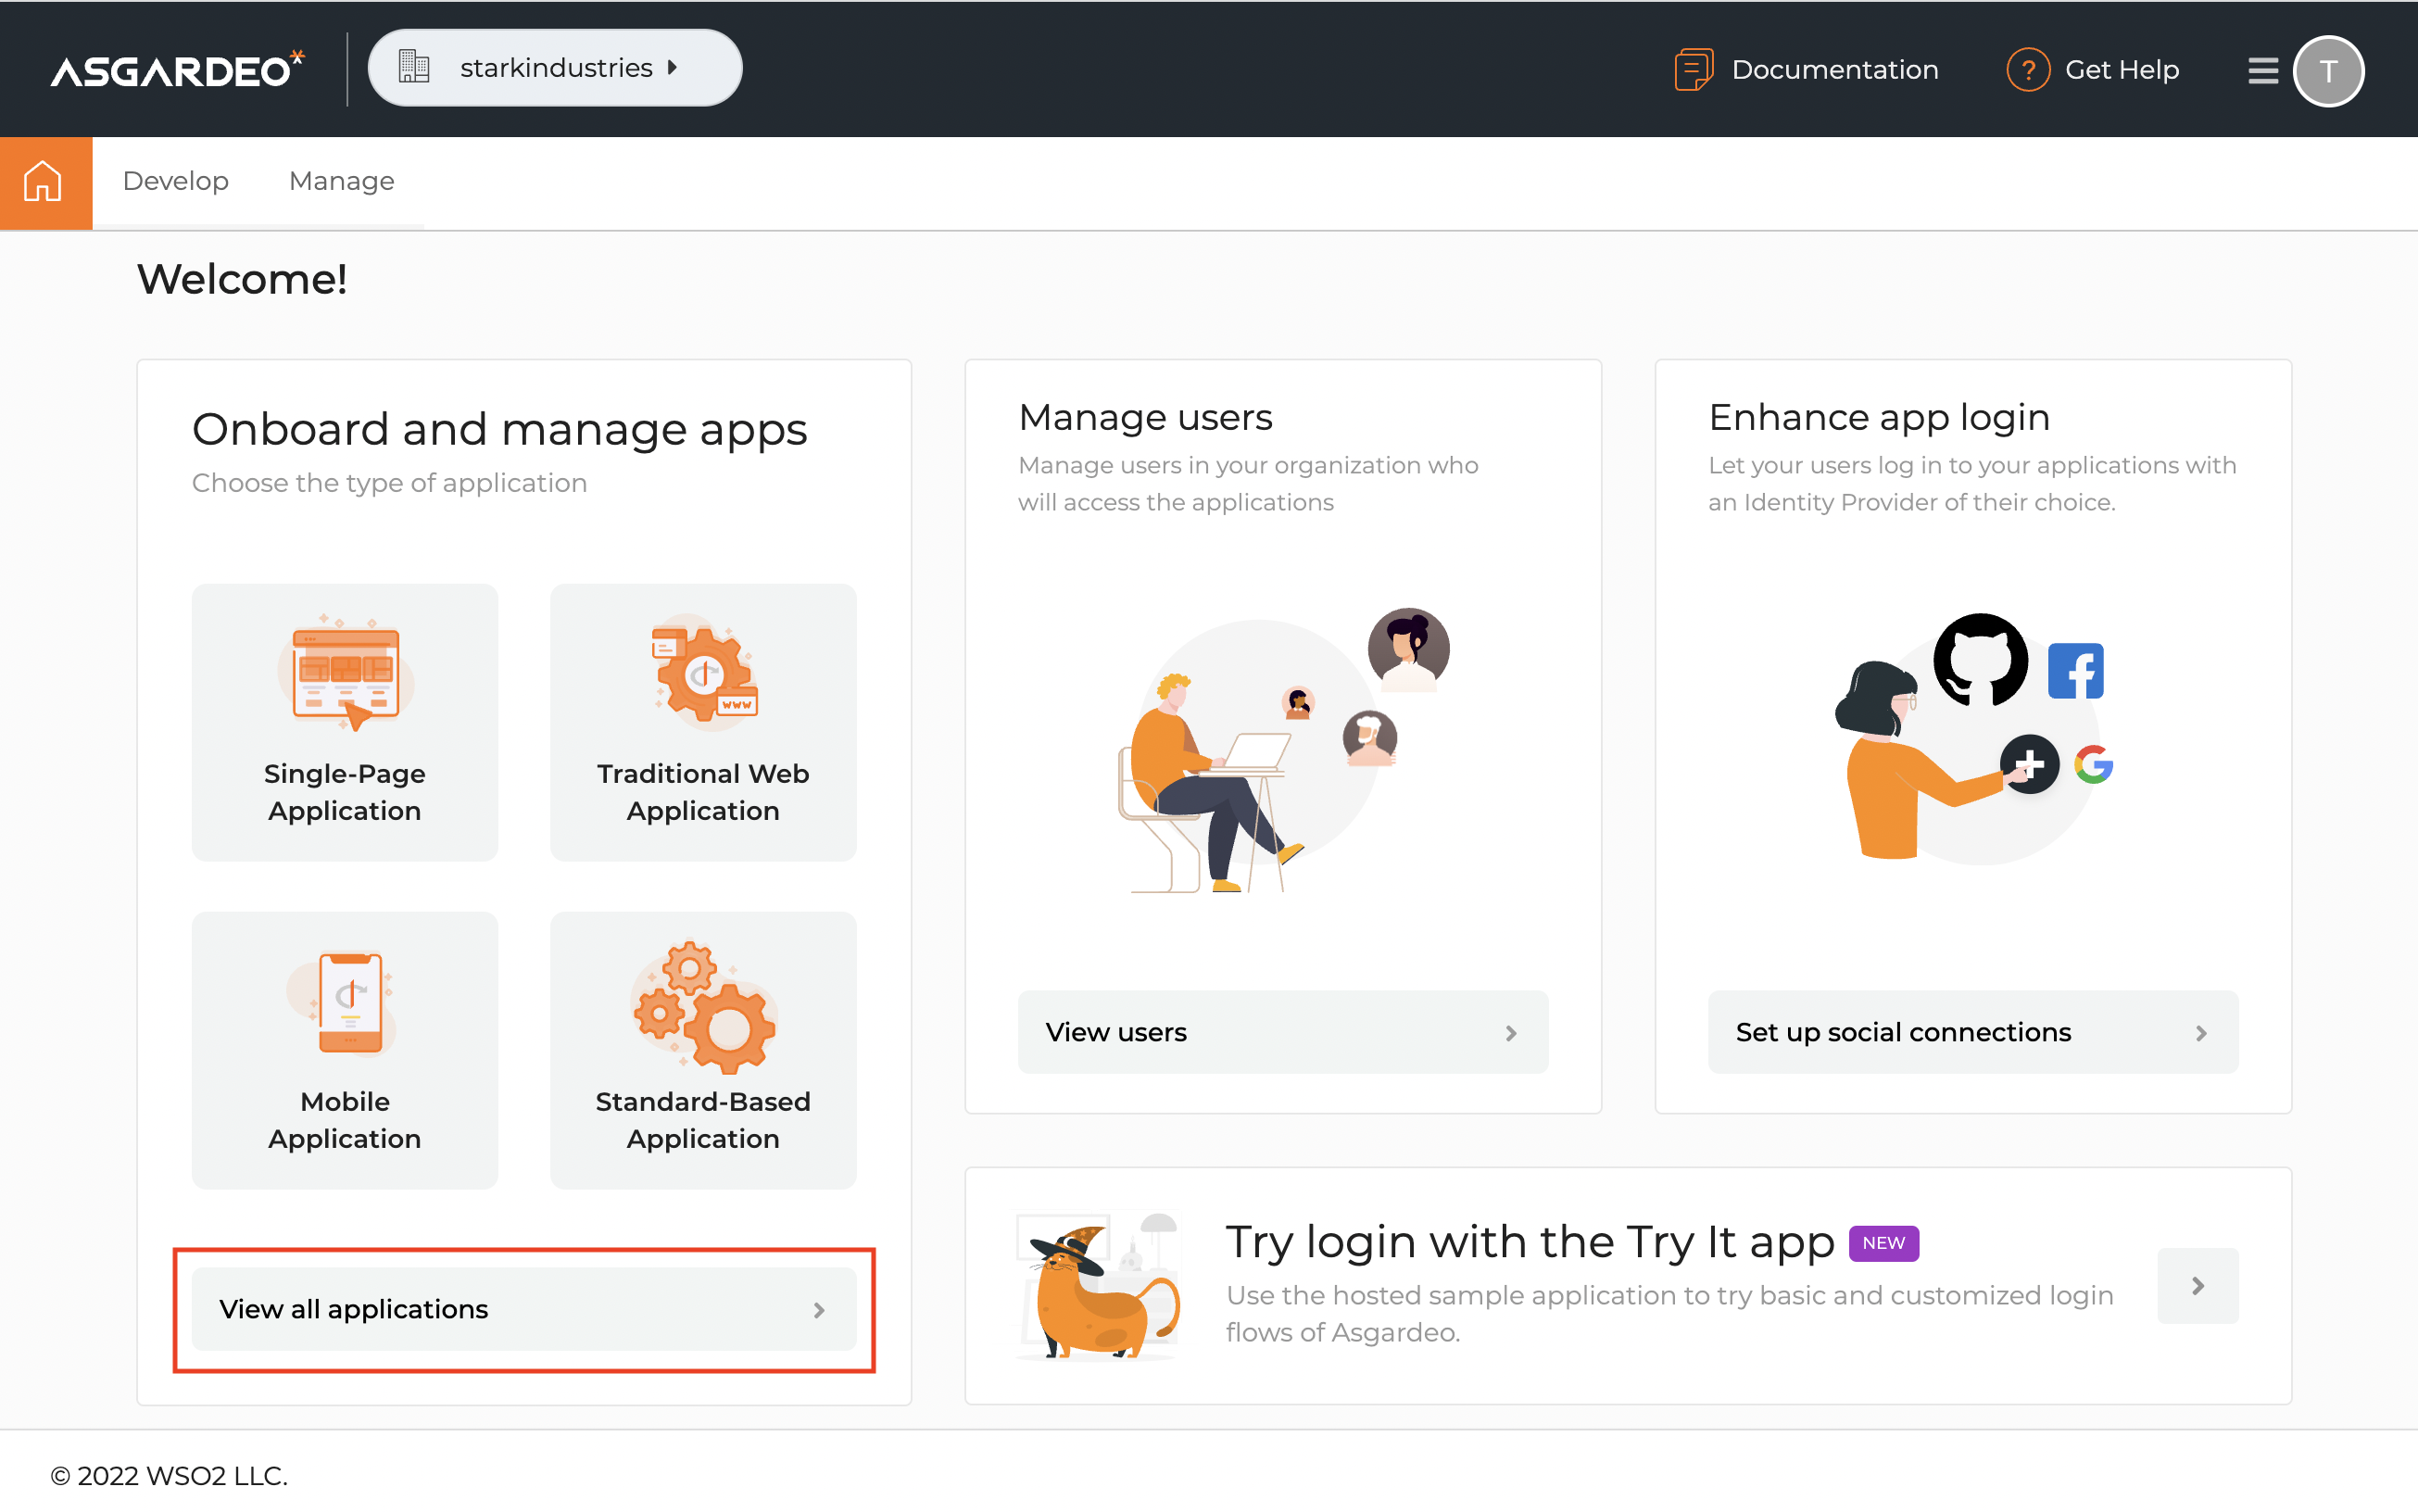 ASGARDEO
starkindustries
Documentation
Get Help
T
Develop
Manage
Welcome!
Onboard and manage apps
Choose the type of application
Single-Page
Application
Traditional Web
Application
www
Mobile
Application
Standard-Based
Application
View all applications
Manage users
Manage users in your organization who
will access the applications
View users
Enhance app login
Let your users log in to your applications with
an Identity Provider of their choice.
Set up social connections
Try login with the Try It app NEW
Use the hosted sample application to try basic and customized login
flows of Asgardeo.
© 2022 WSO2 LLC.